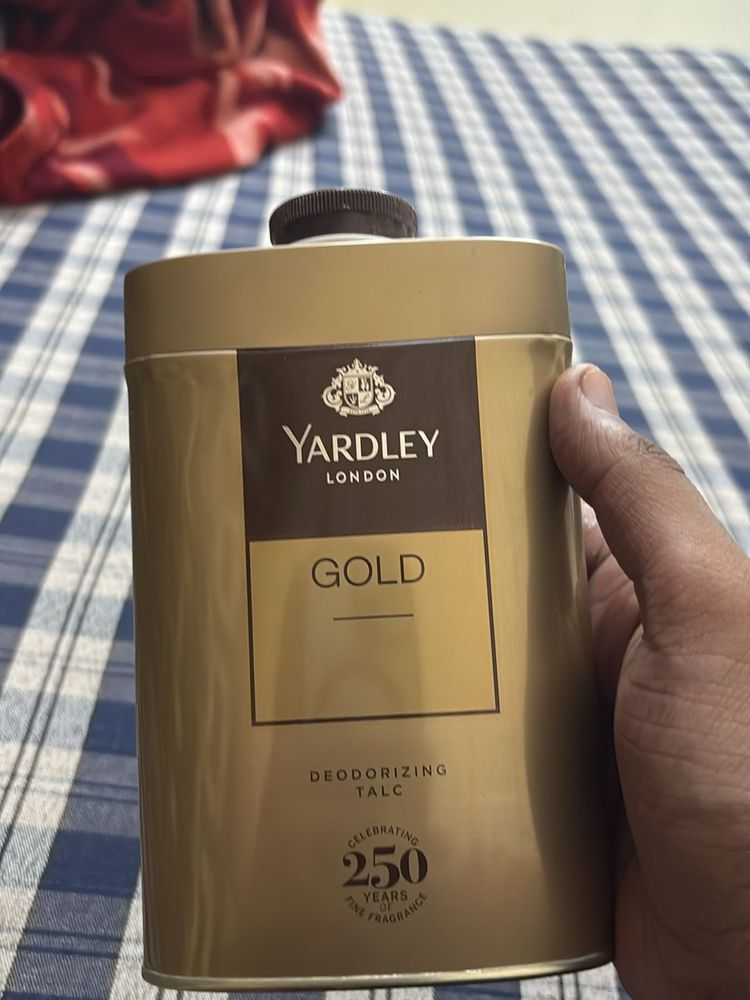 YARDLEY
LONDON
GOLD
DEODORIZING
TALC
CELEBRATING
250
YEARS
OF
FINE FRAGRANCE